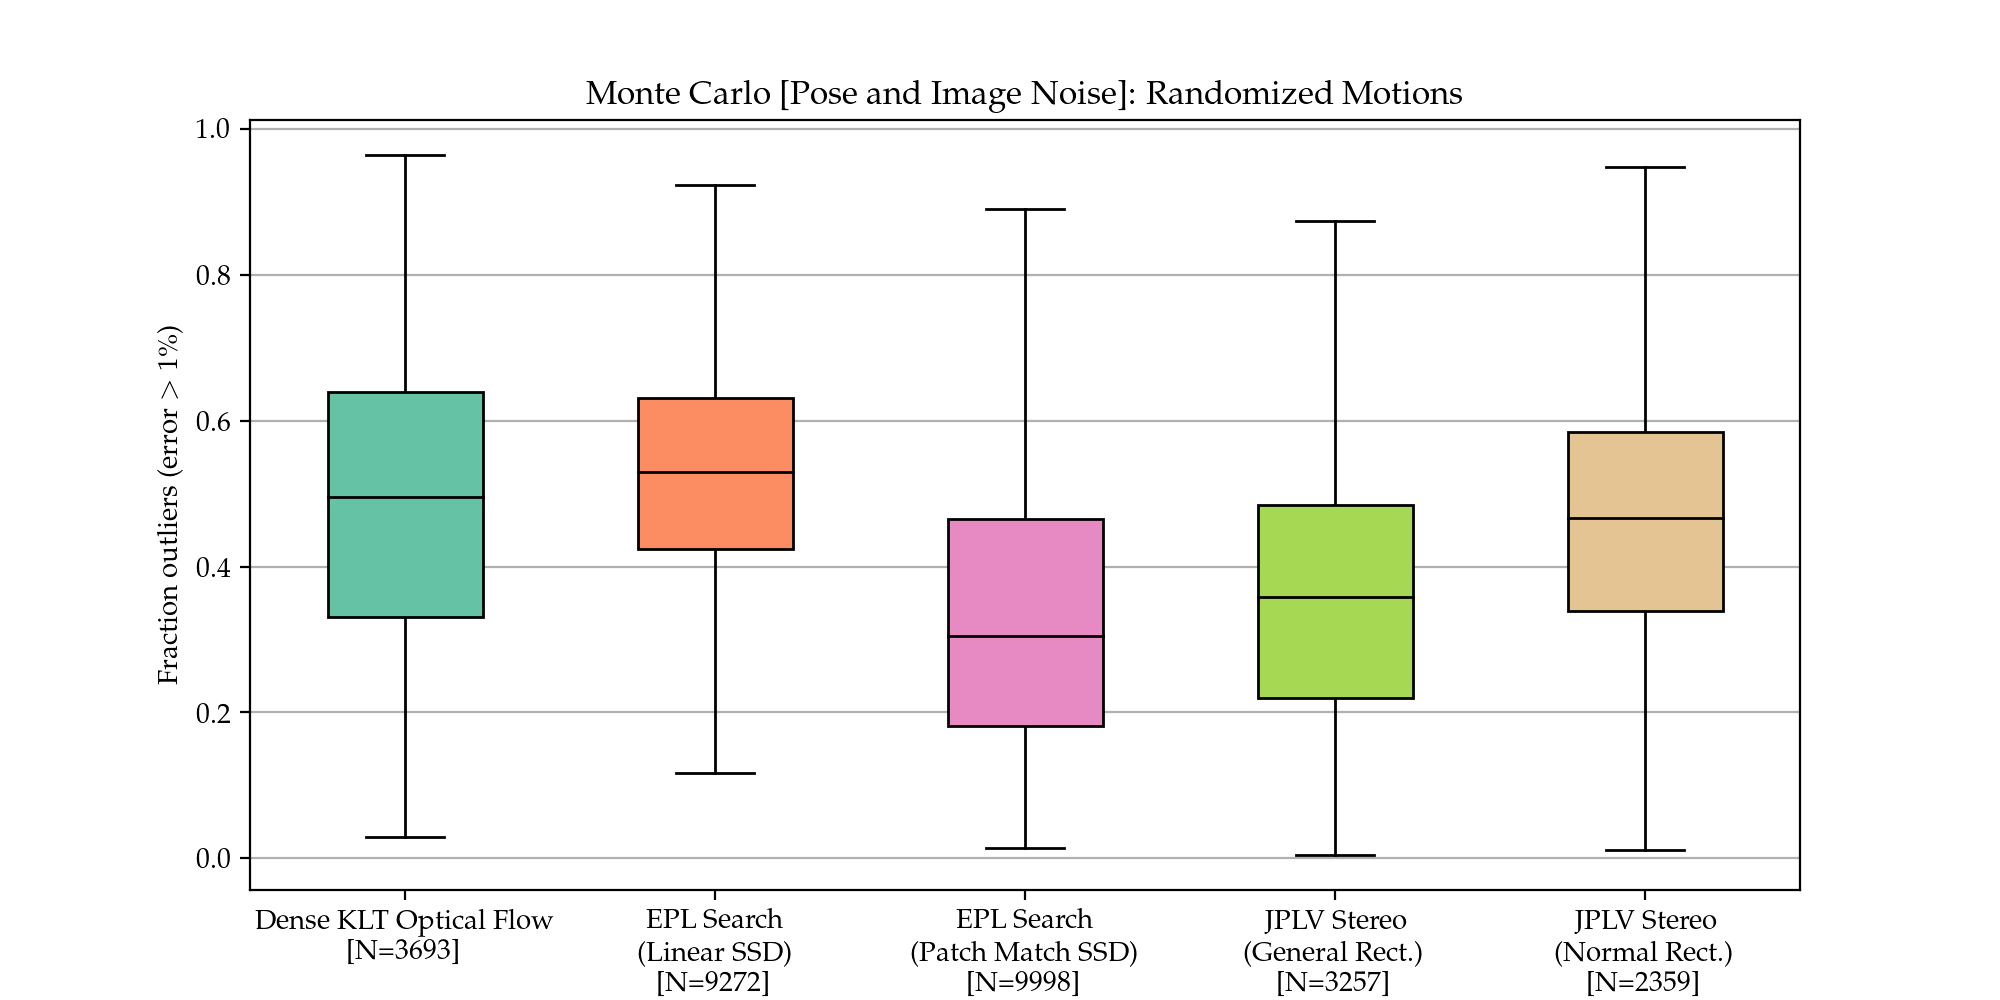 Monte Carlo [Pose and Image Noise]: Randomized Motions
Fraction outliers (error > 1%)
1.0
0.8
0.6
0.4
0.2
0.0
Dense KLT Optical Flow
[N=3693]
EPL Search
(Linear SSD)
[N=9272]
EPL Search
(Patch Match SSD)
[N=9998]
JPLV Stereo
(General Rect.)
[N=3257]
JPLV Stereo
(Normal Rect.)
[N=2359]